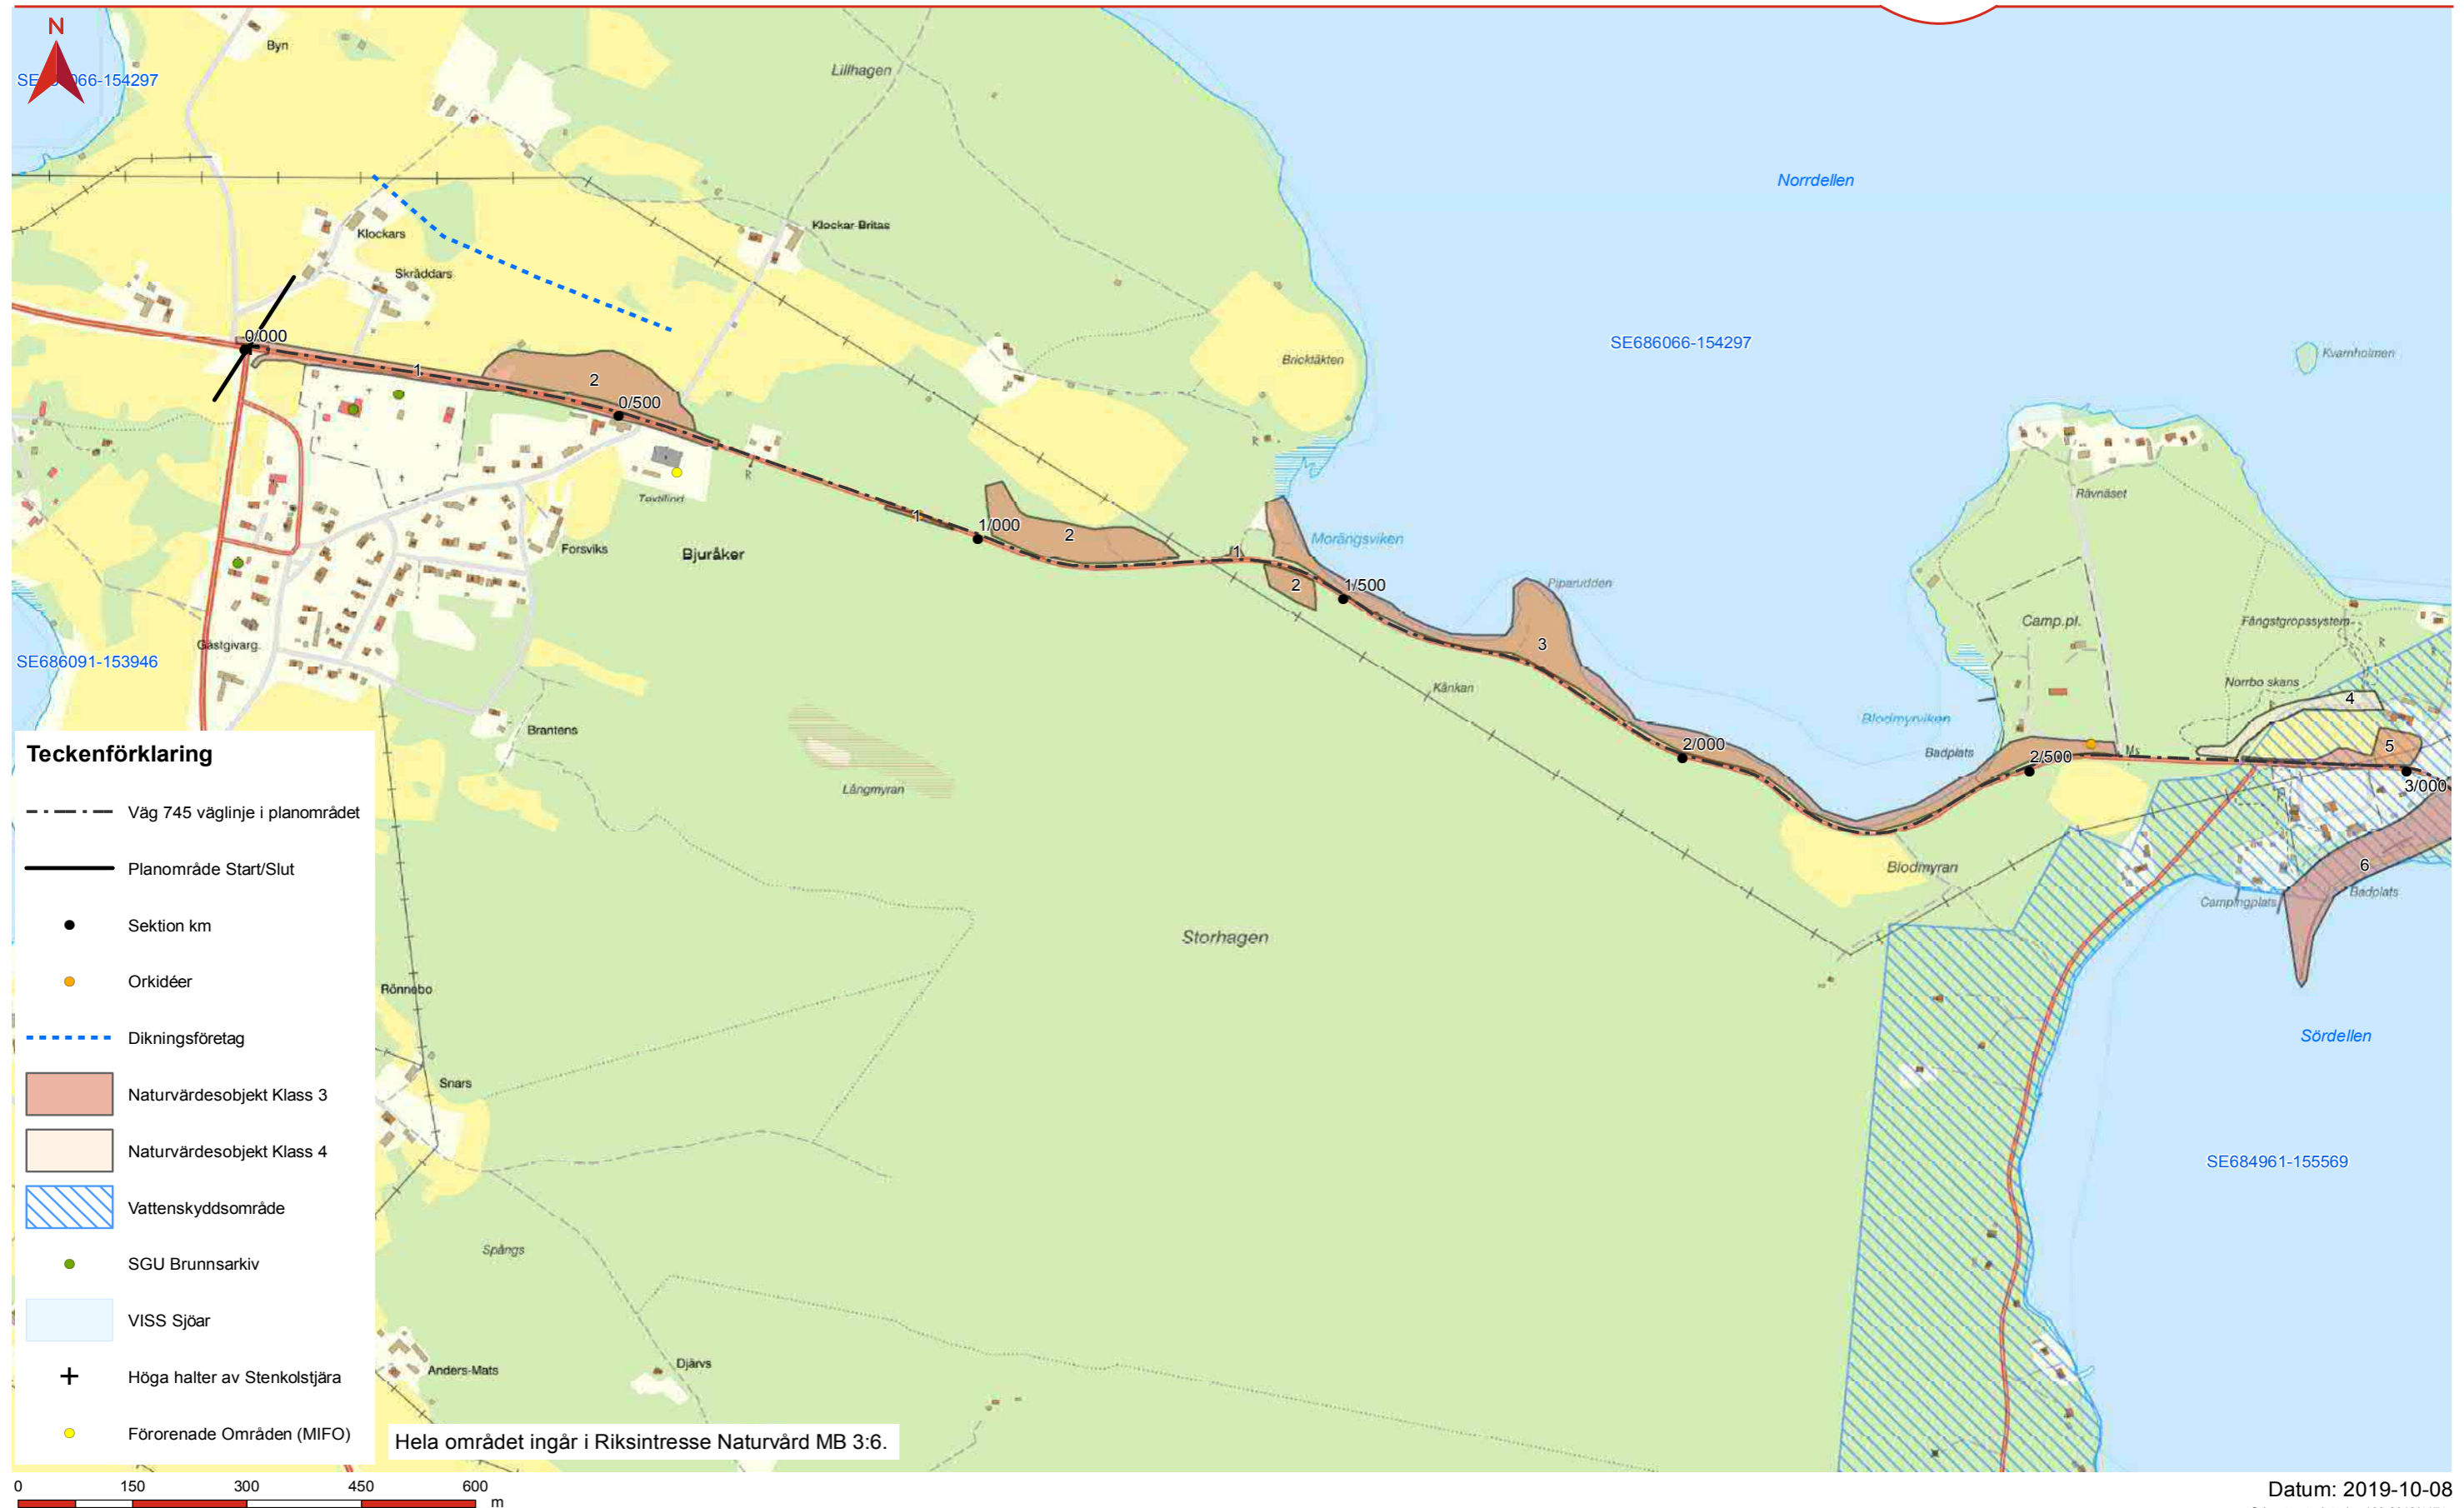 N
Byn
Lillhagen
Norrdellen
Klockar-Britas
Klockars
Skräddars
0/000
SE686066-154297
Kvarnholmen
Bricktäkten
1
2
0/500
R
R
Rävnäset
Textilind
1
1/000
2
Morängsviken
Forsviks
Bjuråker
1
2
1/500
Piparudden
3
Camp.pl.
Fångstgropssystem
R
Gästgivarg.
SE686091-153946
Kånkan
Norrbo skans
4
Blodmyrviken
Brantens
2/000
Badplats
2/500
Ms
5
R
3/000
Långmyran
Blodmyran
6
Badplats
Campingplats
Storhagen
Rönnebo
Sördellen
Snars
SE684961-155569
Spångs
Anders-Mats
Djärvs
Teckenförklaring
Väg 745 väglinje i planområdet
Planområde Start/Slut
Sektion km
Orkidéer
Dikningsföretag
Naturvärdesobjekt Klass 3
Naturvärdesobjekt Klass 4
Vattenskyddsområde
SGU Brunnsarkiv
VISS Sjöar
Höga halter av Stenkolstjära
Förorenade Områden (MIFO)
Hela området ingår i Riksintresse Naturvård MB 3:6.
0 150 300 450 600
m
Datum: 2019-10-08